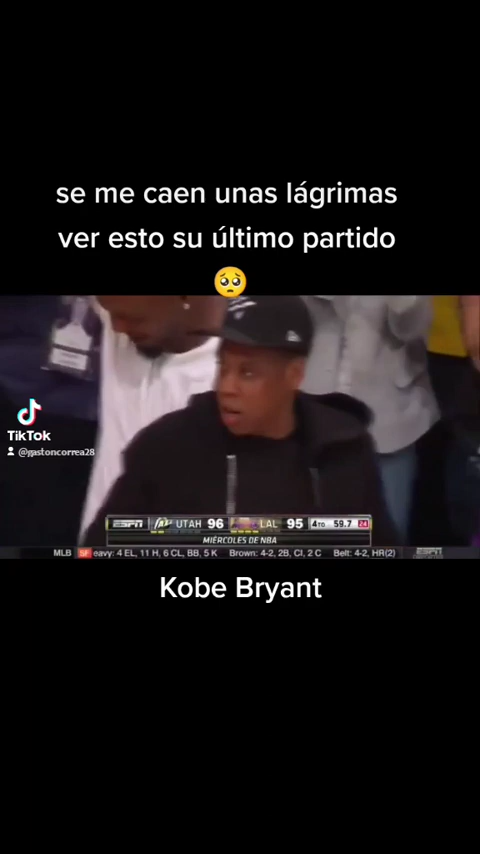 se me caen unas lágrimas
ver esto su último partido
🥺
TikTok
@gastoncorrea28
ESPN UTAH 96 LAL 95 4TO 59.7 24
MIÉRCOLES DE NBA
MLB SF eavy: 4 EL, 11 H, 6 CL, BB, 5 K Brown: 4-2, 2B, CI, 2 C Belt: 4-2, HR(2) ESPN
Kobe Bryant